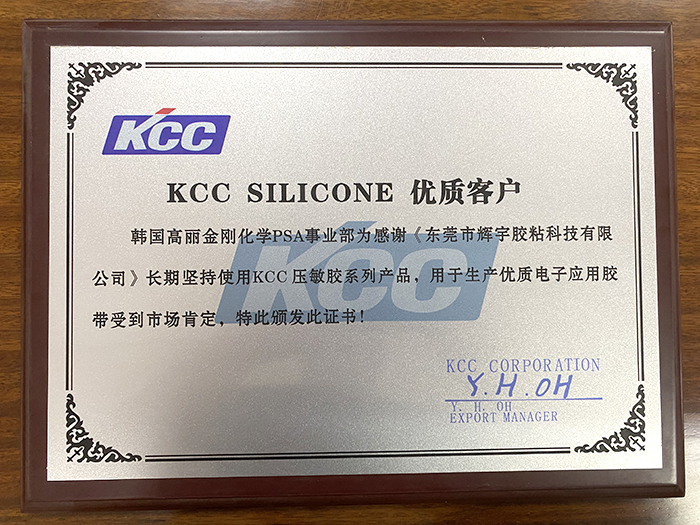 KCC
KCC SILICONE 优质客户
韩国高丽金刚化学PSA事业部为感谢《东莞市辉宇胶粘科技有限
公司》长期坚持使用KCC 压敏胶系列产品，用于生产优质电子应用胶
带受到市场肯定，特此颁发此证书！
KCC
KCC CORPORATION
Y.H.OH
Y. H. OH
EXPORT MANAGER